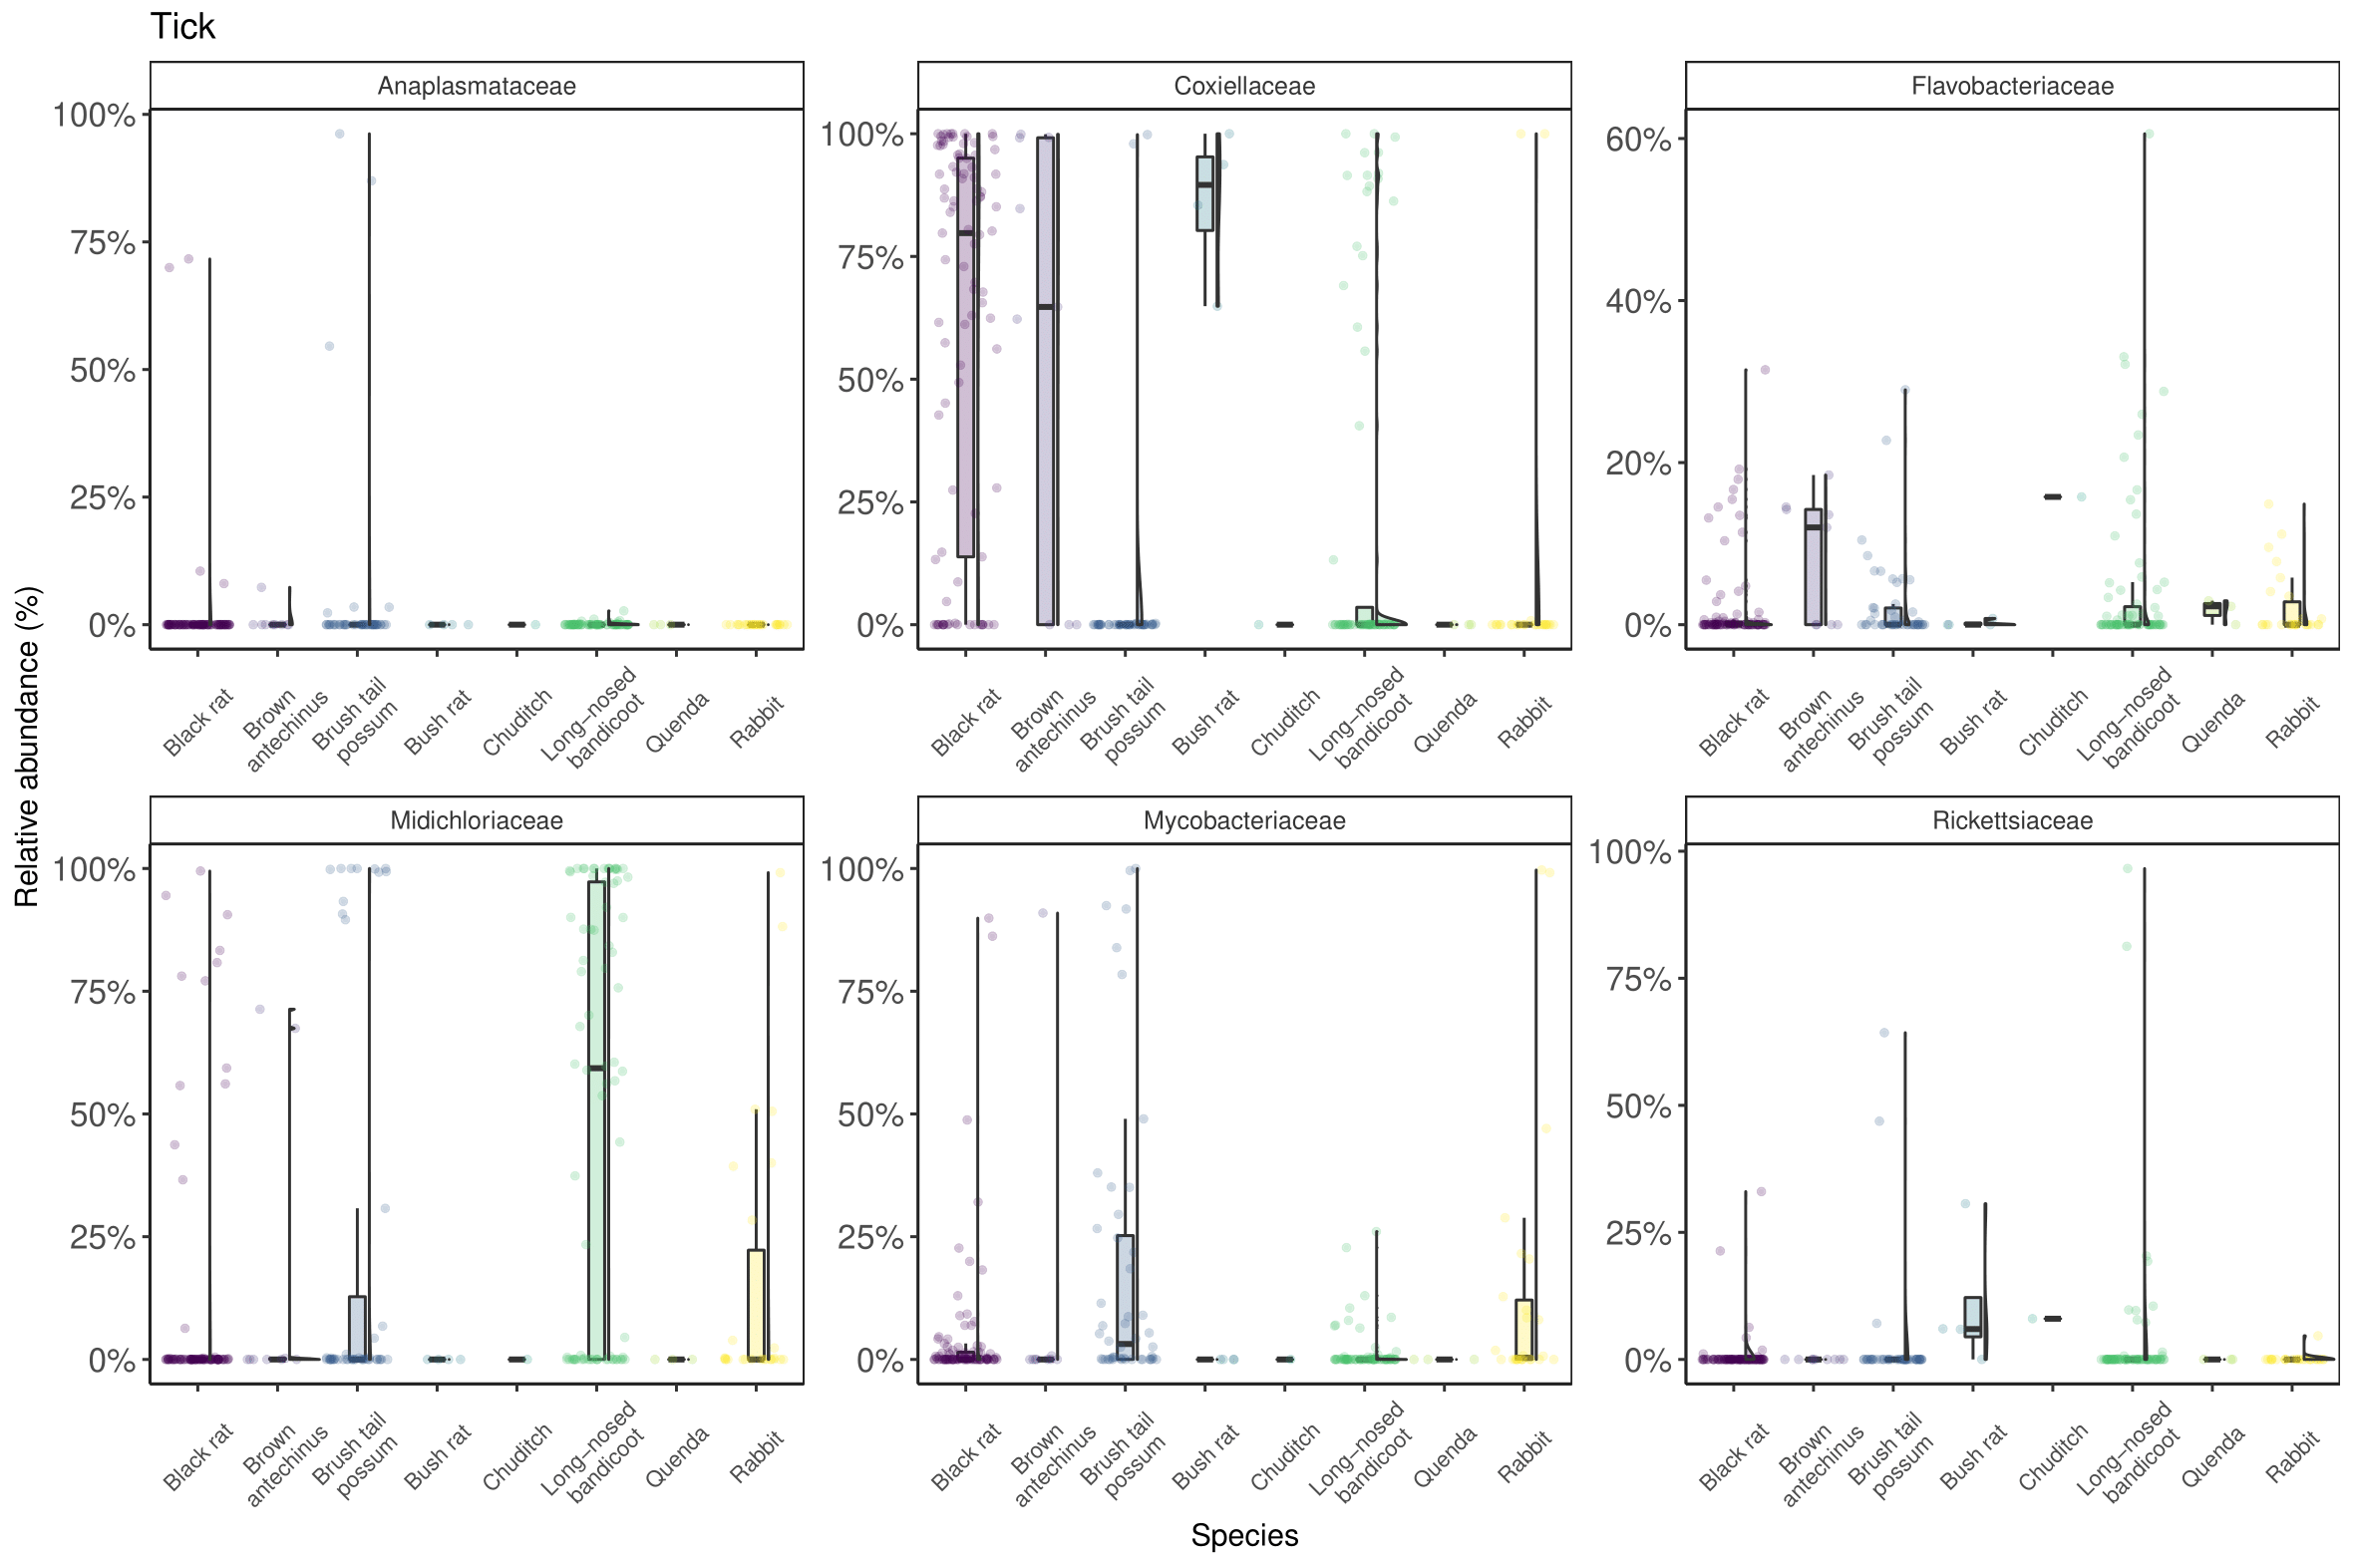 Tick
Anaplasmataceae
Coxiellaceae
Flavobacteriaceae
100%
75%
50%
25%
0%
100%
75%
50%
25%
0%
60%
40%
20%
0%
Black rat
Brown
antechinus
Brush tail
possum
Bush rat
Chuditch
Long-nosed
bandicoot
Quenda
Rabbit
Black rat
Brown
antechinus
Brush tail
possum
Bush rat
Chuditch
Long-nosed
bandicoot
Quenda
Rabbit
Black rat
Brown
antechinus
Brush tail
possum
Bush rat
Chuditch
Long-nosed
bandicoot
Quenda
Rabbit
Relative abundance (%)
Midichloriaceae
Mycobacteriaceae
Rickettsiaceae
100%
75%
50%
25%
0%
100%
75%
50%
25%
0%
100%
75%
50%
25%
0%
Black rat
Brown
antechinus
Brush tail
possum
Bush rat
Chuditch
Long-nosed
bandicoot
Quenda
Rabbit
Black rat
Brown
antechinus
Brush tail
possum
Bush rat
Chuditch
Long-nosed
bandicoot
Quenda
Rabbit
Black rat
Brown
antechinus
Brush tail
possum
Bush rat
Chuditch
Long-nosed
bandicoot
Quenda
Rabbit
Species